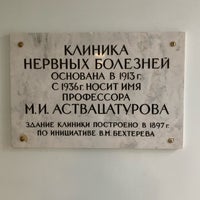 КЛИНИКА
НЕРВНЫХ БОЛЕЗНЕЙ
ОСНОВАНА В 1913 г.
С 1936 г. НОСИТ ИМЯ
ПРОФЕССОРА
М.И. АСТВАЦАТУРОВА
ЗДАНИЕ КЛИНИКИ ПОСТРОЕНО В 1897 г.
ПО ИНИЦИАТИВЕ В.М. БЕХТЕРЕВА